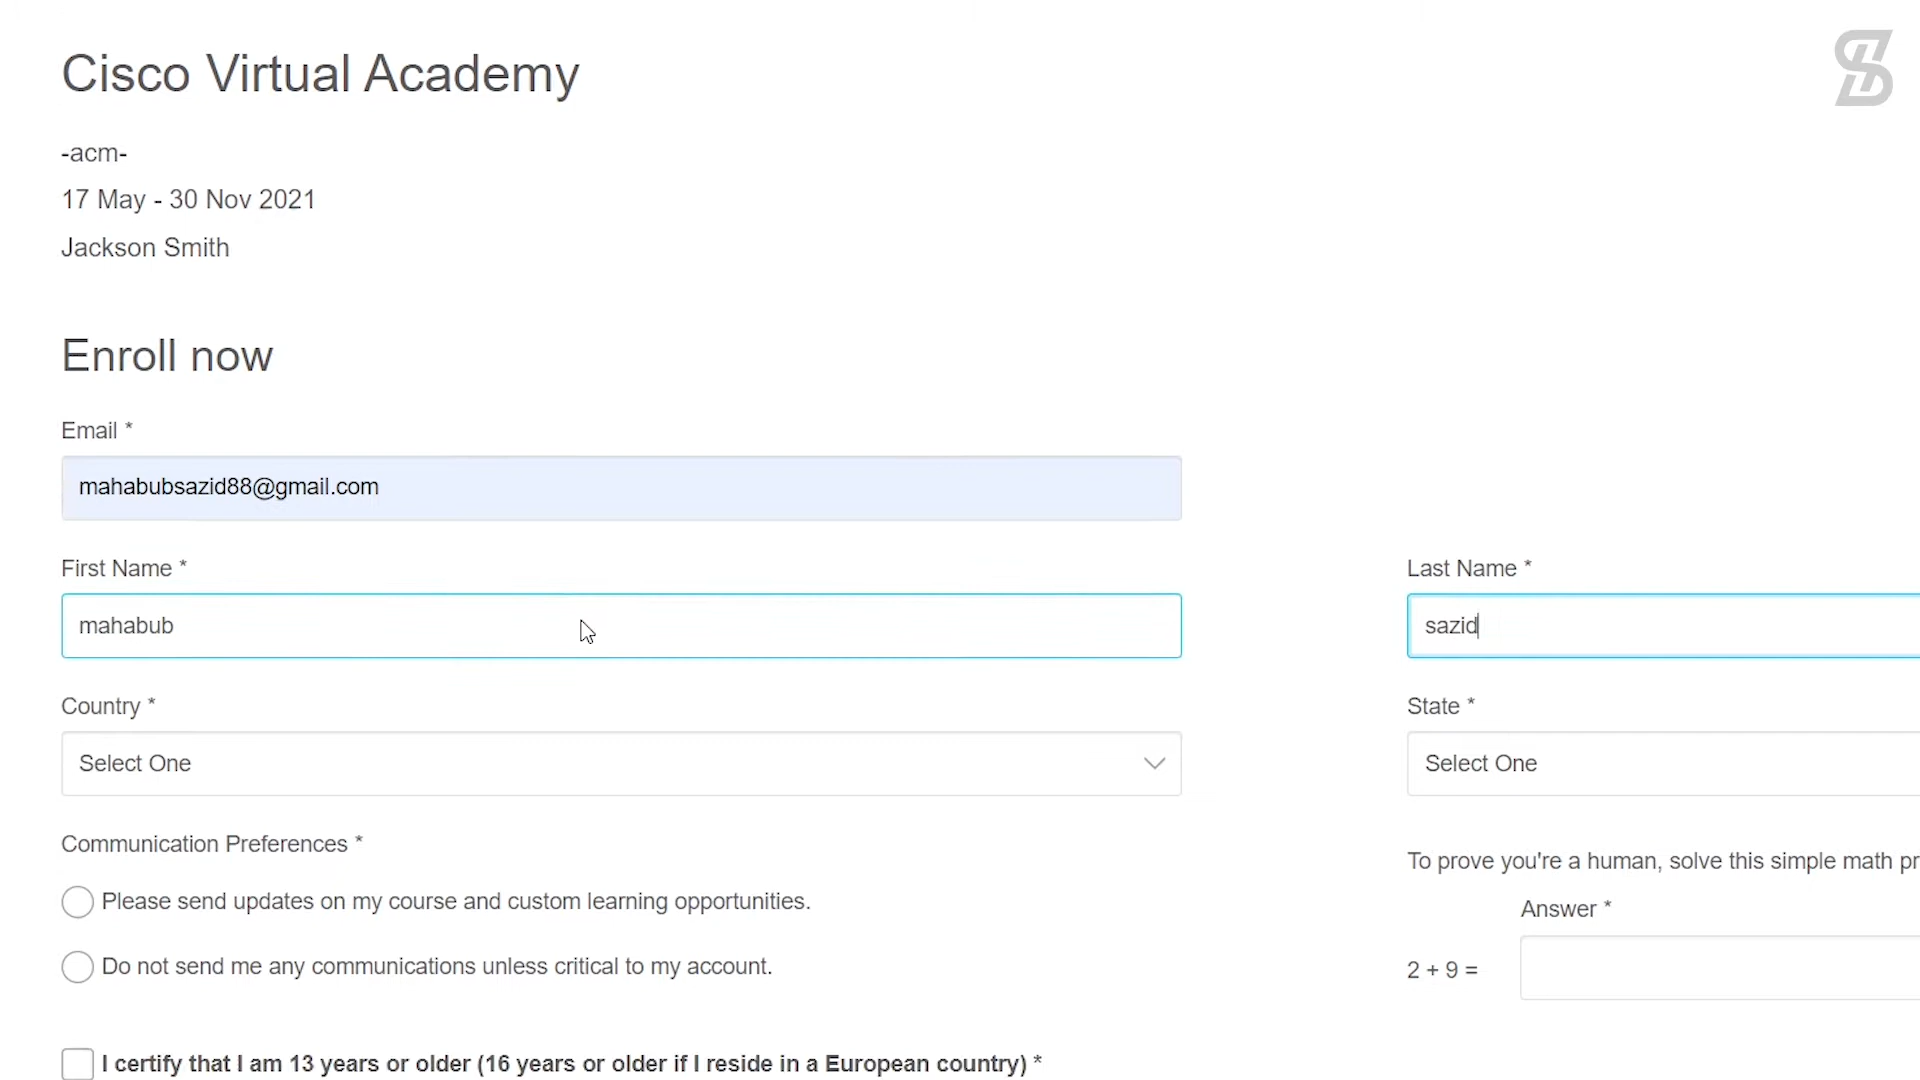 Cisco Virtual Academy
-acm-
17 May - 30 Nov 2021
Jackson Smith
Enroll now
Email *
mahabubsazid88@gmail.com
First Name *
Last Name *
mahabub
sazid
Country *
State *
Select One
Select One
Communication Preferences *
Please send updates on my course and custom learning opportunities.
Do not send me any communications unless critical to my account.
To prove you're a human, solve this simple math pr
Answer *
2 + 9 =
I certify that I am 13 years or older (16 years or older if I reside in a European country) *